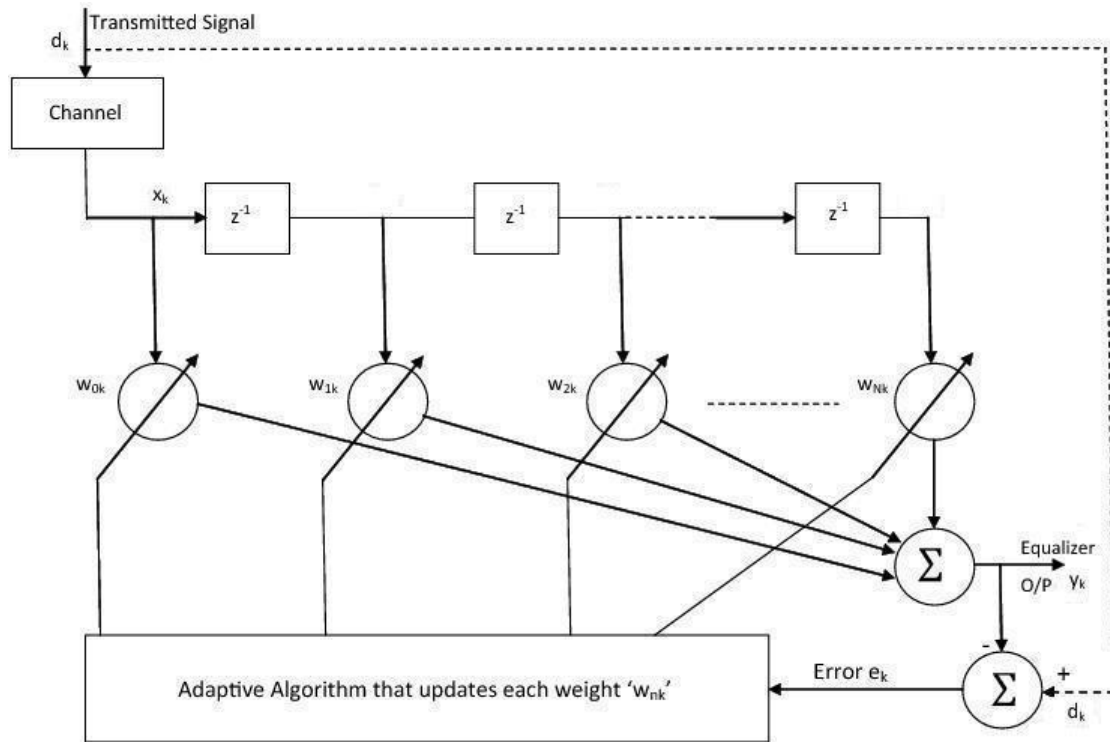 Transmitted Signal
dₖ
Channel
xₖ
z⁻¹
z⁻¹
z⁻¹
w₀ₖ
w₁ₖ
w₂ₖ
wₙₖ
Σ
Equalizer
O/P yₖ
-
+
Σ
dₖ
Error eₖ
Adaptive Algorithm that updates each weight ‘wₙₖ’